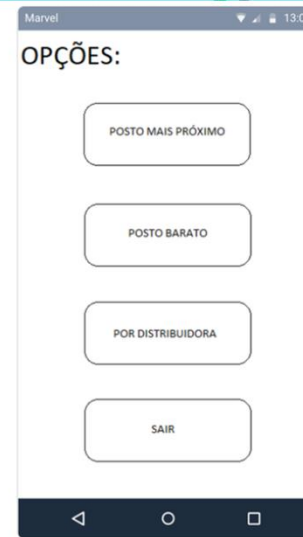 Marvel 13:0
OPÇÕES:
POSTO MAIS PRÓXIMO
POSTO BARATO
POR DISTRIBUIDORA
SAIR